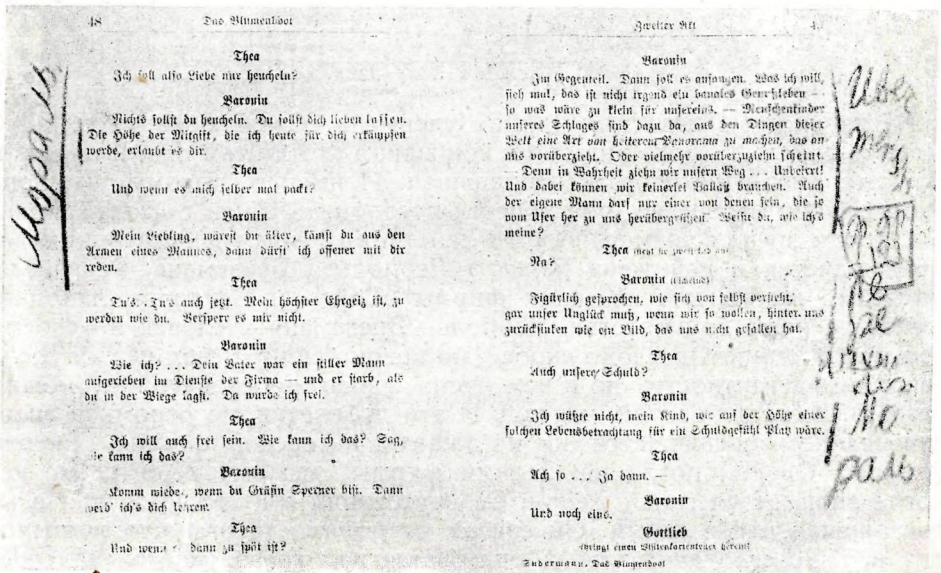 Мораль
48
Das Blumenboot
Thea
Ich soll also Liebe nur heucheln?
Baronin
Nichts sollst du heucheln. Du sollst dich lieben lassen.
Die Höhe der Mitgift, die ich heute für dich erkämpfen
werde, erlaubt es dir.
Thea
Und wenn es mich selber mal packt?
Baronin
Mein Liebling, wärest du älter, kämst du aus den
Armen eines Mannes, dann dürft' ich offener mit dir
reden.
Thea
Tu's. Tu's auch jetzt. Mein höchster Ehrgeiz ist, zu
werden wie du. Versperr es mir nicht.
Baronin
Wie ich? ... Dein Vater war ein stiller Mann
aufgerieben im Dienste der Firma — und er starb, als
du in der Wiege lagst. Da wurde ich frei.
Thea
Ich will auch frei sein. Wie kann ich das? Sag,
wie kann ich das?
Baronin
Komm wieder, wenn du Gräfin Sperner bist. Dann
werd' ich's dich lehren.
Thea
Und wenn es dann zu spät ist?
Zweiter Akt
Baronin
Im Gegenteil. Dann soll es anfangen. Was ich will,
sieh mal, das ist nicht irgend ein banales Genußleben —
so was wäre zu klein für unsereins. — Menschenkinder
unseres Schlages sind dazu da, aus den Dingen dieser
Welt eine Art von heiterem Panorama zu machen, das an
uns vorüberzieht. Oder vielmehr vorüberzuziehn scheint.
— Denn in Wahrheit ziehn wir unsern Weg ... Unbeirrt!
Und dabei können wir keinerlei Ballast brauchen. Auch
der eigne Mann darf nur einer von denen sein, die so
vom Ufer her zu uns herübergrüßen. Weißt du, wie ich's
meine?
Thea
Na?
Baronin
Figürlich gesprochen, wie sich von selbst versteht.
gar unser Unglück muß, wenn wir so wollen, hinter uns
zurücksinken wie ein Bild, das uns nicht gefallen hat.
Thea
Auch unsere Schuld?
Baronin
Ich wüßte nicht, mein Kind, wie auf der Höhe einer
solchen Lebensbetrachtung für ein Schuldgefühl Platz wäre.
Thea
Ach so ... Ja dann. —
Baronin
Und noch eins.
Gottlieb
(bringt einen Visitenkartenteller herein)
Sudermann, Das Blumenboot
Über
mensch
Мо
раль